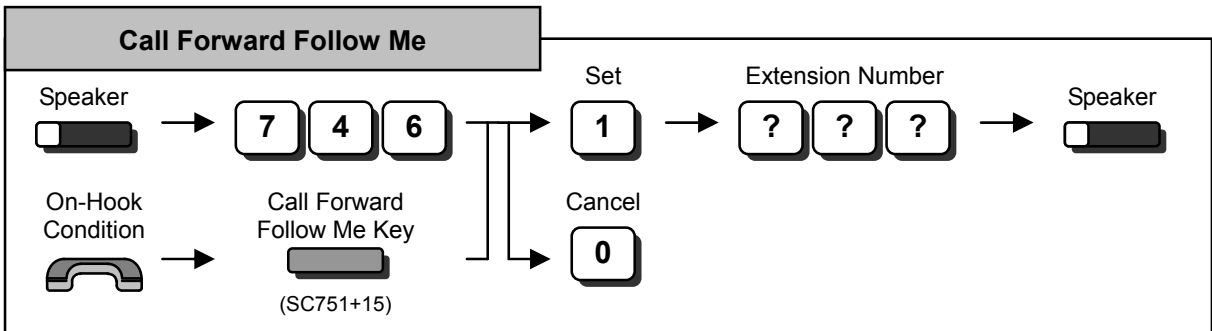 Call Forward Follow Me
Speaker
7 4 6
Set
1
Extension Number
? ? ?
Speaker
On-Hook
Condition
Call Forward
Follow Me Key
(SC751+15)
Cancel
0